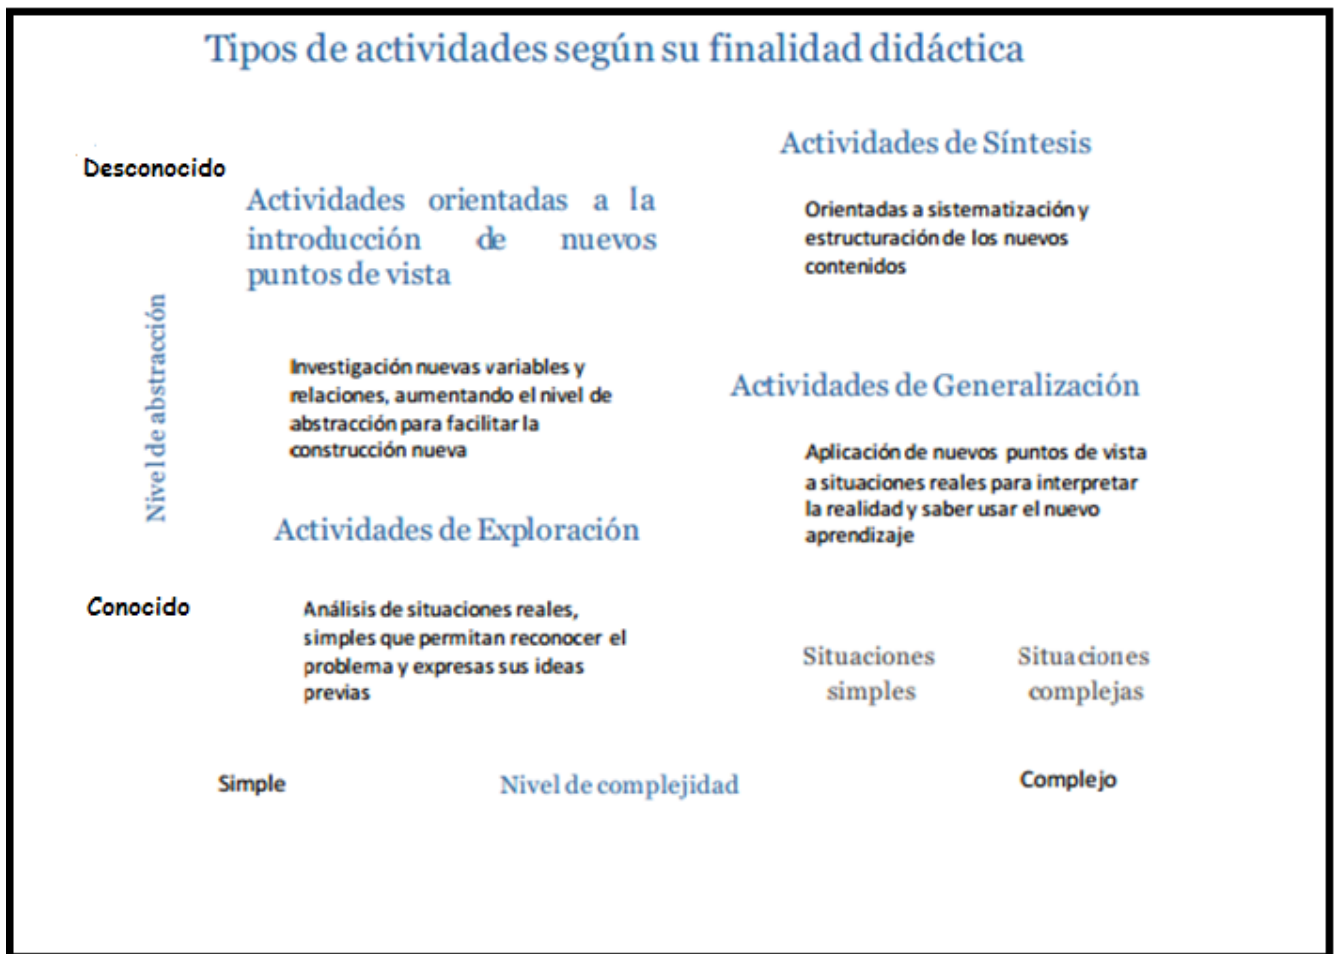 Tipos de actividades según su finalidad didáctica
Desconocido
Actividades orientadas a la
introducción de nuevos
puntos de vista
Investigación nuevas variables y
relaciones, aumentando el nivel de
abstracción para facilitar la
construcción nueva
Nivel de abstracción
Actividades de Exploración
Conocido
Análisis de situaciones reales,
simples que permitan reconocer el
problema y expresas sus ideas
previas
Actividades de Síntesis
Orientadas a sistematización y
estructuración de los nuevos
contenidos
Actividades de Generalización
Aplicación de nuevos puntos de vista
a situaciones reales para interpretar
la realidad y saber usar el nuevo
aprendizaje
Situaciones
simples
Situaciones
complejas
Simple
Nivel de complejidad
Complejo